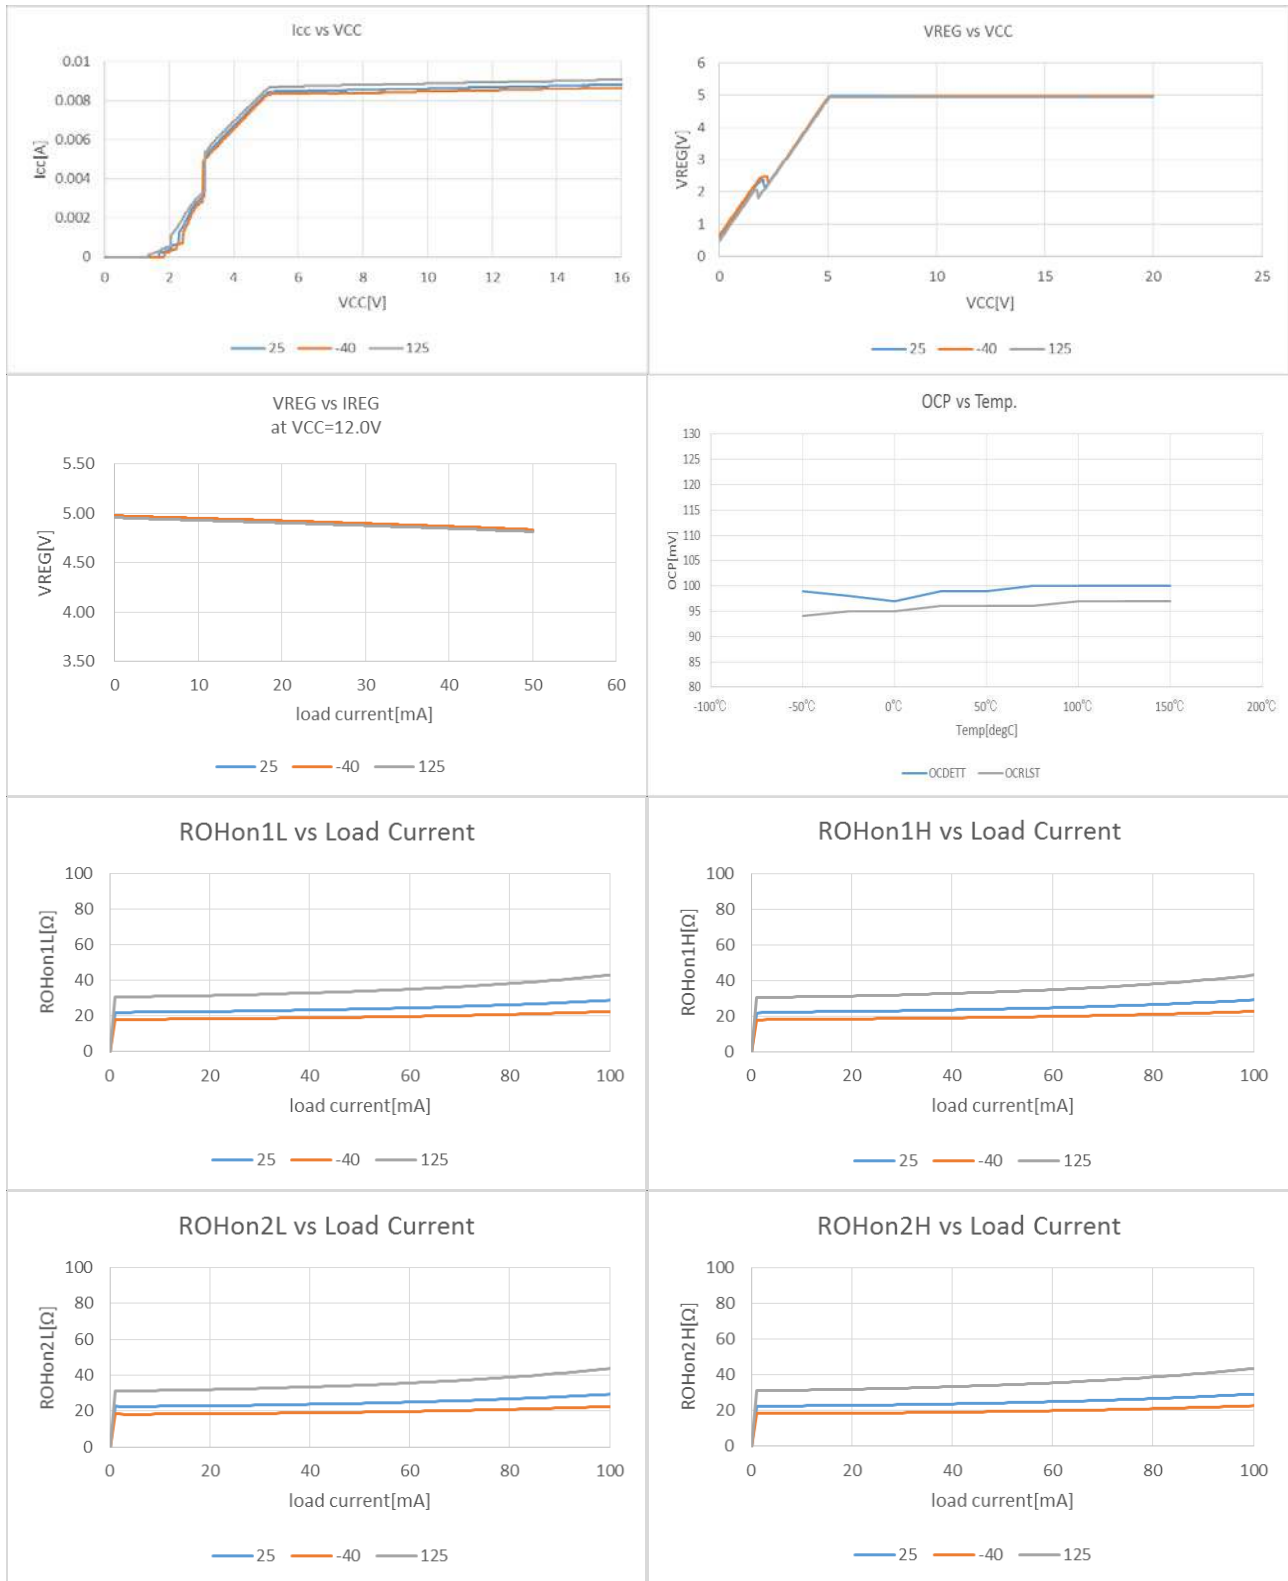 Icc vs VCC
0.01
0.008
0.006
0.004
0.002
0
Icc[A]
0 2 4 6 8 10 12 14 16
VCC[V]
25 -40 125
VREG vs VCC
6
5
4
3
2
1
0
VREG[V]
0 5 10 15 20 25
VCC[V]
25 -40 125
VREG vs IREG
at VCC=12.0V
5.50
5.00
4.50
4.00
3.50
VREG[V]
0 10 20 30 40 50 60
load current[mA]
25 -40 125
OCP vs Temp.
130
125
120
115
110
105
100
95
90
85
80
OCP[mV]
-100℃ -50℃ 0℃ 50℃ 100℃ 150℃ 200℃
Temp[degC]
OCDETT OCRLST
ROHon1L vs Load Current
100
80
60
40
20
0
ROHon1L[Ω]
0 20 40 60 80 100
load current[mA]
25 -40 125
ROHon1H vs Load Current
100
80
60
40
20
0
ROHon1H[Ω]
0 20 40 60 80 100
load current[mA]
25 -40 125
ROHon2L vs Load Current
100
80
60
40
20
0
ROHon2L[Ω]
0 20 40 60 80 100
load current[mA]
25 -40 125
ROHon2H vs Load Current
100
80
60
40
20
0
ROHon2H[Ω]
0 20 40 60 80 100
load current[mA]
25 -40 125